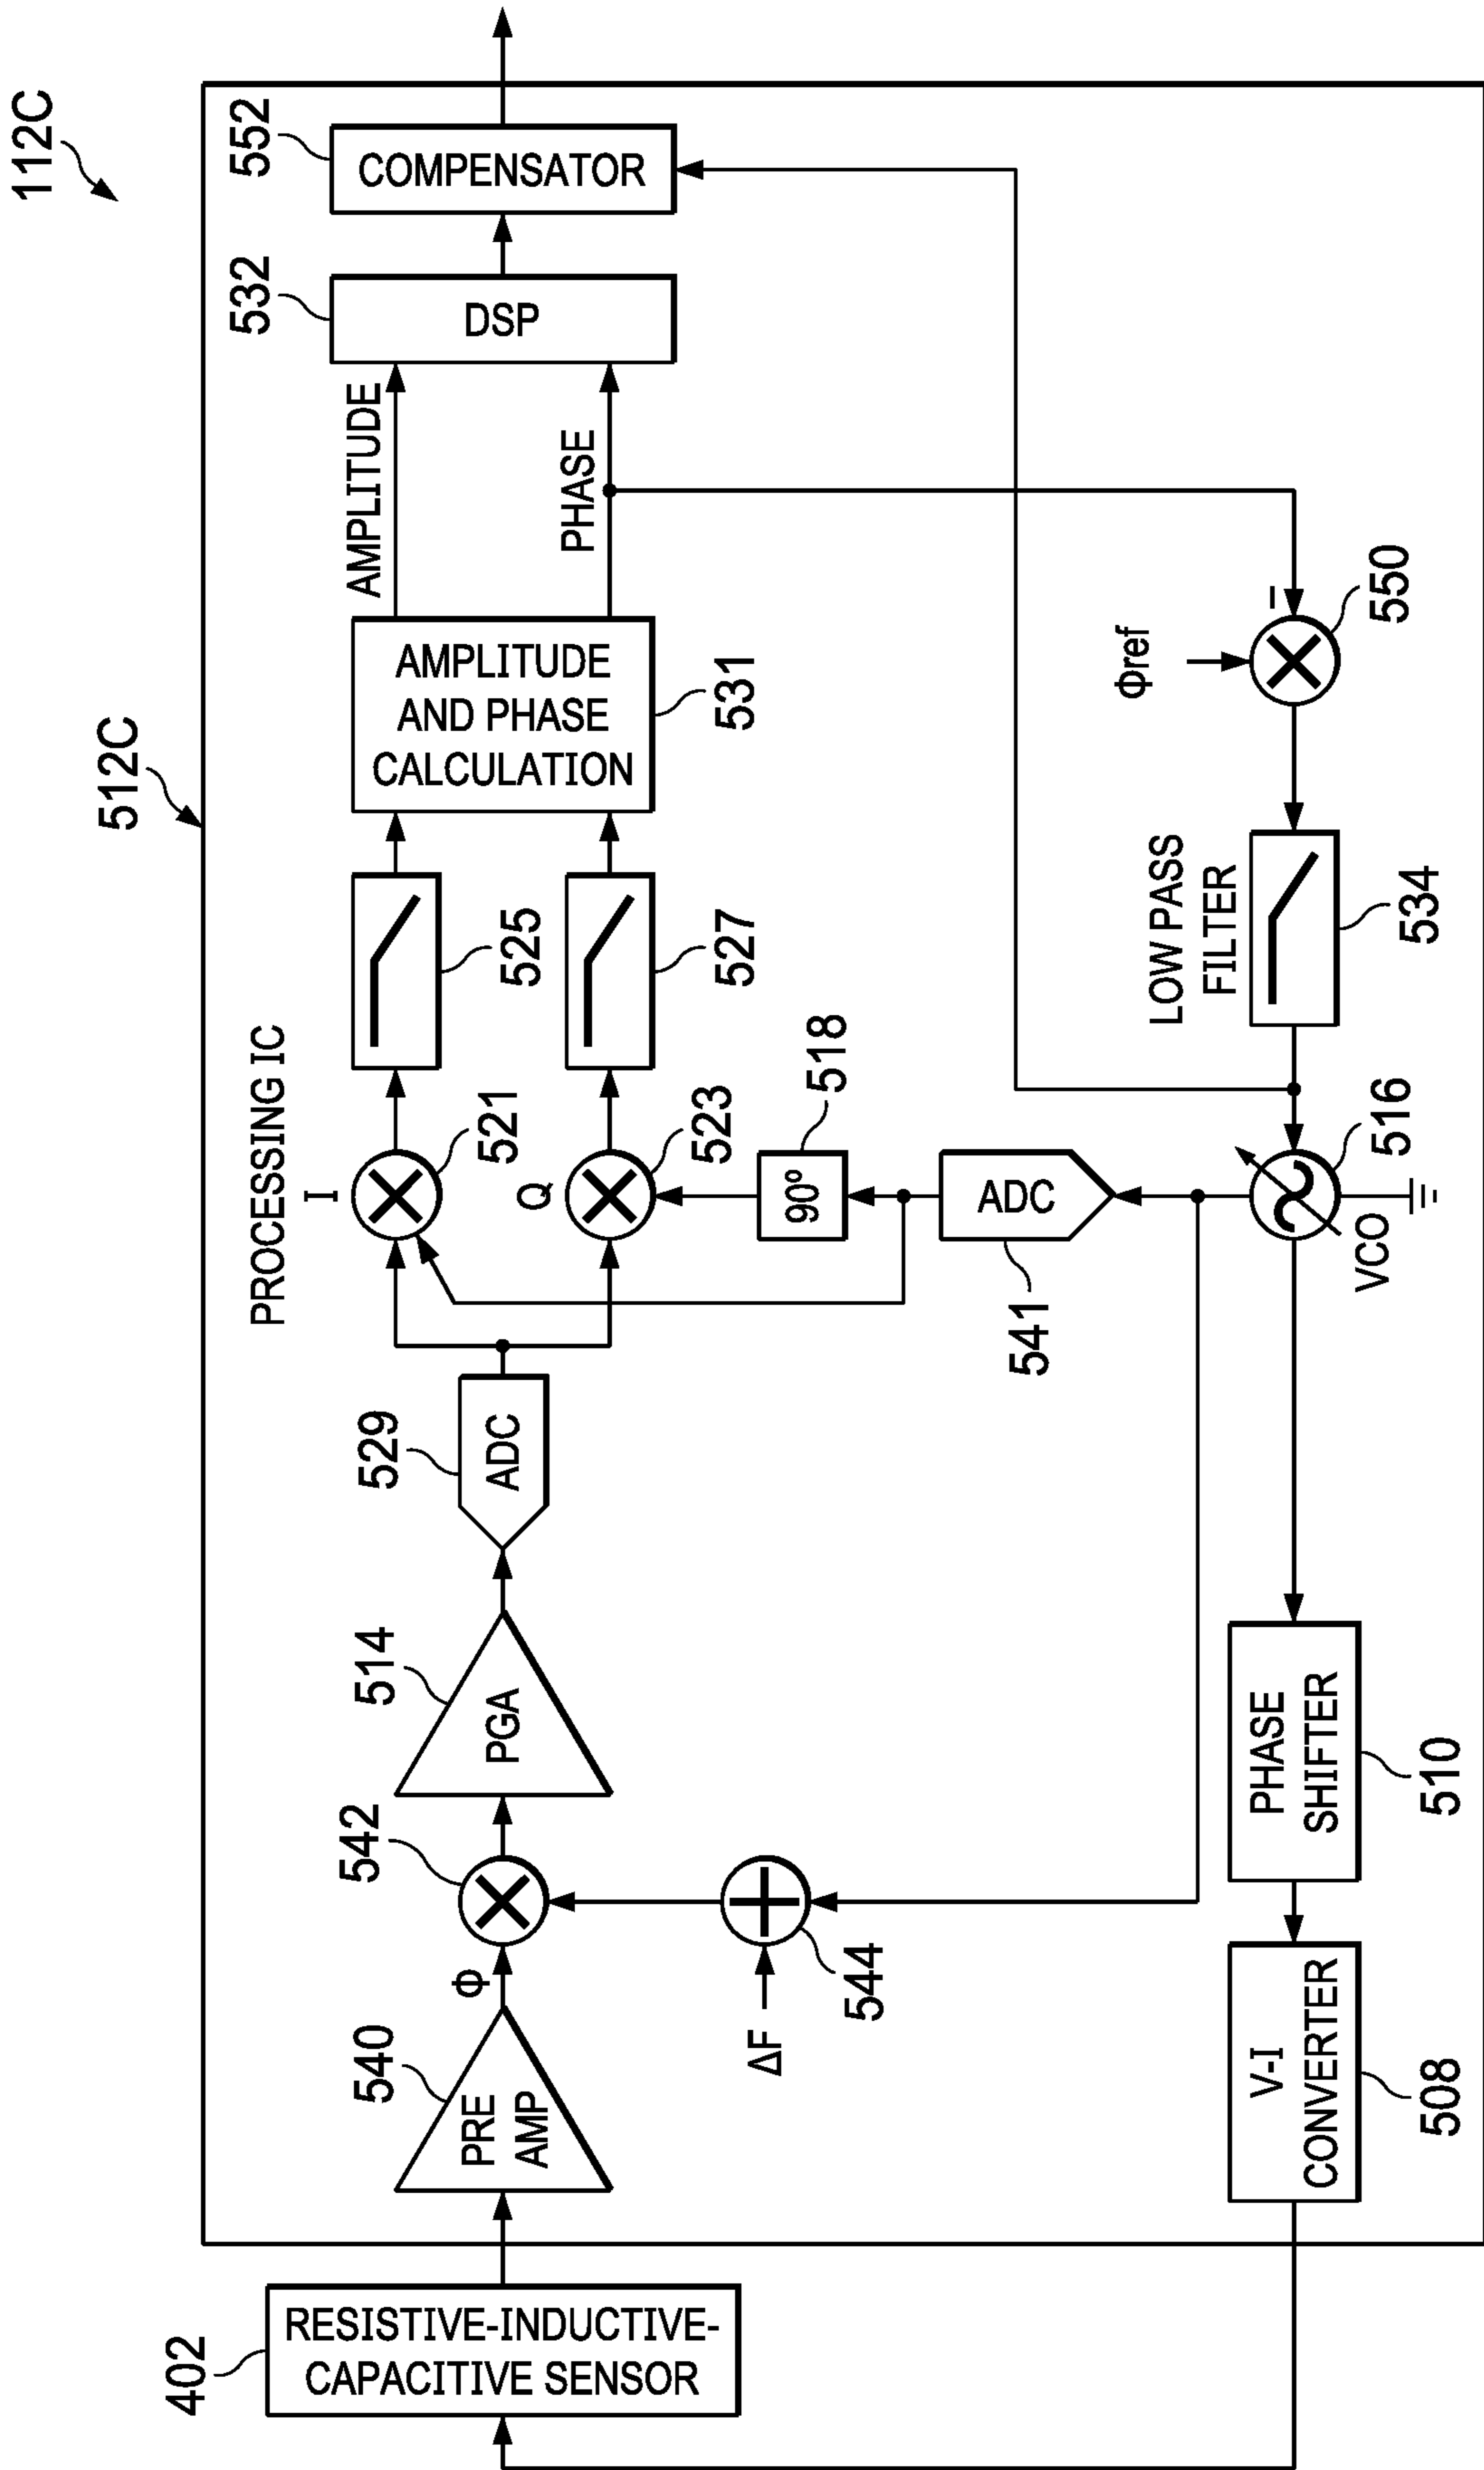 112C
512C
PROCESSING IC
402
RESISTIVE-INDUCTIVE-
CAPACITIVE SENSOR
540
PRE
AMP
Φ
542
514
PGA
529
ADC
I
521
Q
523
525
527
AMPLITUDE
AND PHASE
CALCULATION
531
AMPLITUDE
PHASE
532
DSP
552
COMPENSATOR
ΔF
544
541
ADC
90°
518
508
V-I
CONVERTER
510
PHASE
SHIFTER
VCO
516
LOW PASS
FILTER
534
Φref
–
550